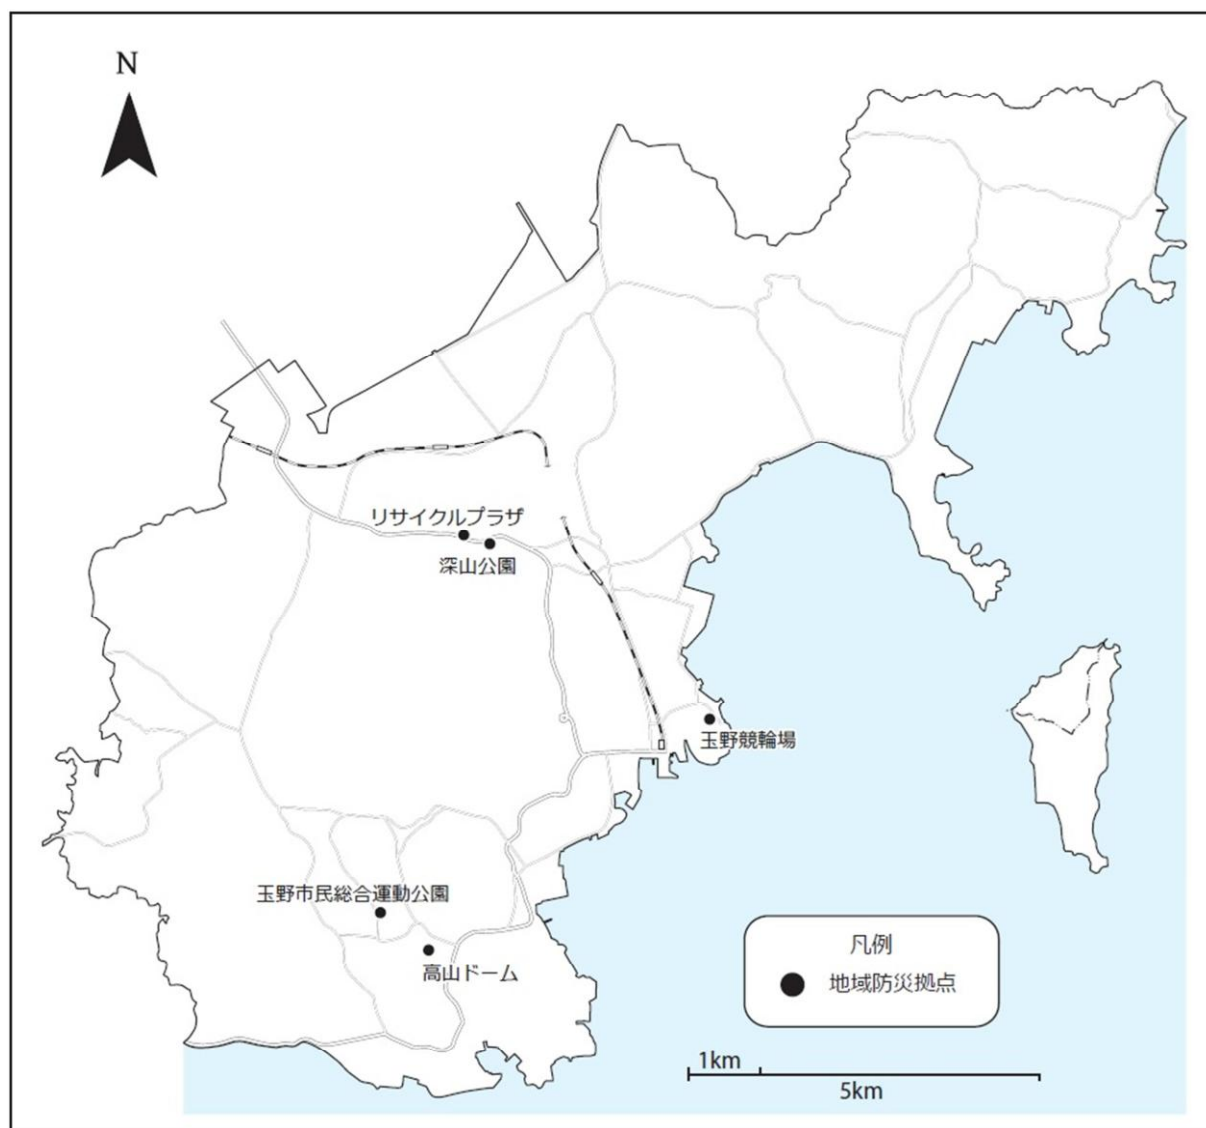 N
リサイクルプラザ
深山公園
玉野競輪場
玉野市民総合運動公園
高山ドーム
凡例
地域防災拠点
1km
5km